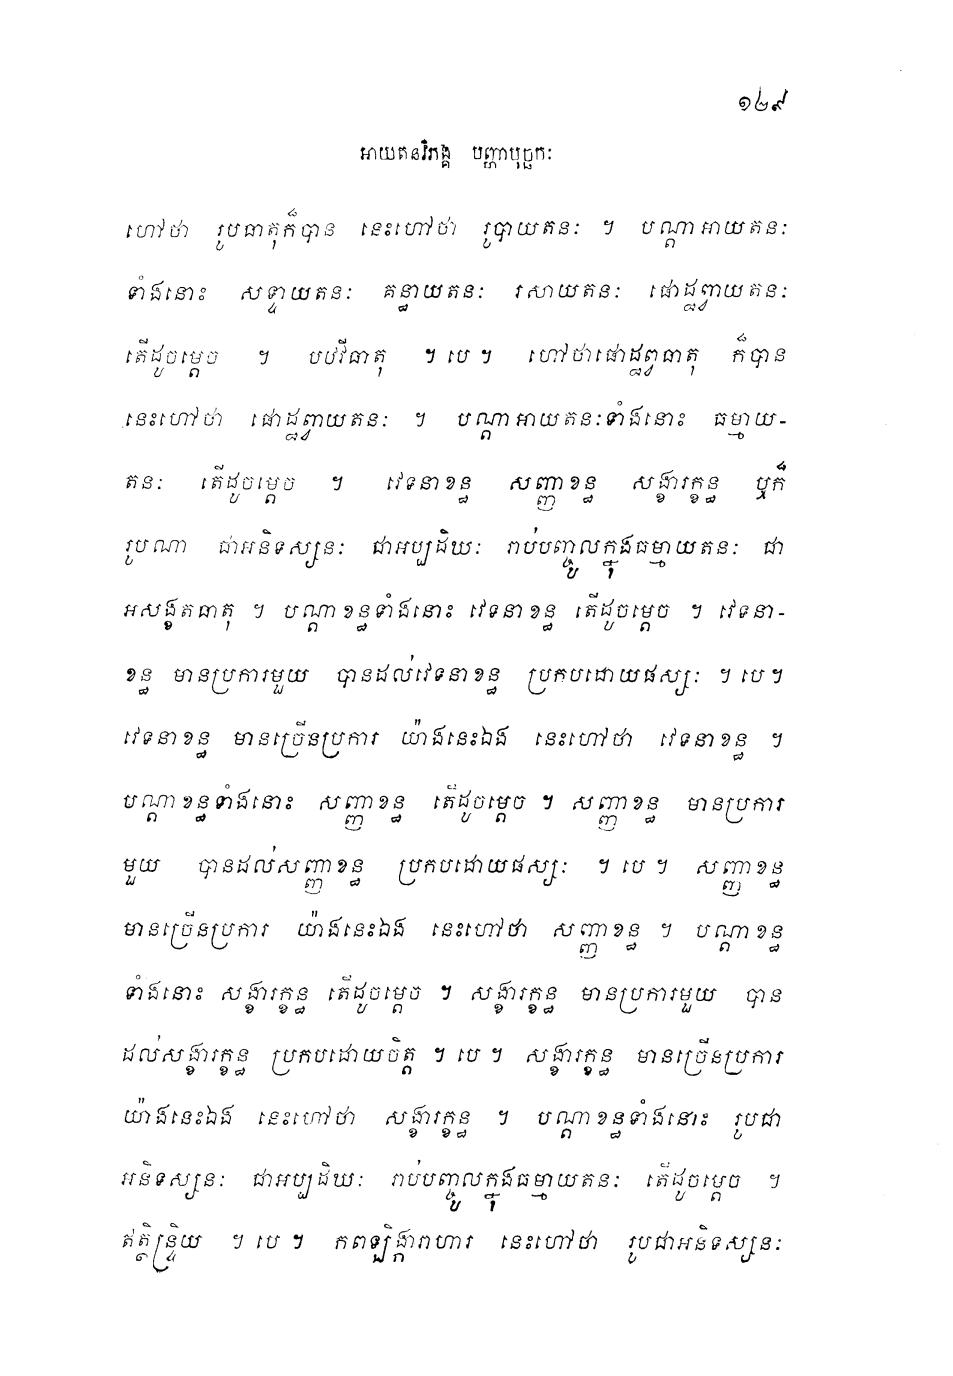 ១២៩
អាយតនវិភង្គ បញ្ហាបុច្ឆកៈ
ហៅថា រូបធាតុក៏បាន នេះហៅថា រូបាយតនៈ ។ បណ្តាអាយតនៈ
ទាំងនោះ សទ្ទាយតនៈ គន្ធាយតនៈ រសាយតនៈ ផោដ្ឋព្វាយតនៈ
តើដូចម្តេច ។ បឋវីធាតុ ។ បេ ។ ហៅថាផោដ្ឋព្វធាតុ ក៏បាន
នេះហៅថា ផោដ្ឋព្វាយតនៈ ។ បណ្តាអាយតនៈទាំងនោះ ធម្មាយ-
តនៈ តើដូចម្តេច ។ វេទនាខន្ធ សញ្ញាខន្ធ សង្ខារក្ខន្ធ ឬក៏
រូបណា ជាអនិទស្សនៈ ជាអប្បដិឃៈ រាប់បញ្ចូលក្នុងធម្មាយតនៈ ជា
អសង្ខតធាតុ ។ បណ្តាខន្ធទាំងនោះ វេទនាខន្ធ តើដូចម្តេច ។ វេទនា-
ខន្ធ មានប្រការមួយ បានដល់វេទនាខន្ធ ប្រកបដោយផស្សៈ ។ បេ ។
វេទនាខន្ធ មានច្រើនប្រការ យ៉ាងនេះឯង នេះហៅថា វេទនាខន្ធ ។
បណ្តាខន្ធទាំងនោះ សញ្ញាខន្ធ តើដូចម្តេច ។ សញ្ញាខន្ធ មានប្រការ
មួយ បានដល់សញ្ញាខន្ធ ប្រកបដោយផស្សៈ ។ បេ ។ សញ្ញាខន្ធ
មានច្រើនប្រការ យ៉ាងនេះឯង នេះហៅថា សញ្ញាខន្ធ ។ បណ្តាខន្ធ
ទាំងនោះ សង្ខារក្ខន្ធ តើដូចម្តេច ។ សង្ខារក្ខន្ធ មានប្រការមួយ បាន
ដល់សង្ខារក្ខន្ធ ប្រកបដោយចិត្ត ។ បេ ។ សង្ខារក្ខន្ធ មានច្រើនប្រការ
យ៉ាងនេះឯង នេះហៅថា សង្ខារក្ខន្ធ ។ បណ្តាខន្ធទាំងនោះ រូបជា
អនិទស្សនៈ ជាអប្បដិឃៈ រាប់បញ្ចូលក្នុងធម្មាយតនៈ តើដូចម្តេច ។
ឥត្ថិន្ទ្រិយ ។ បេ ។ កពឡិង្ការាហារ នេះហៅថា រូបជាអនិទស្សនៈ